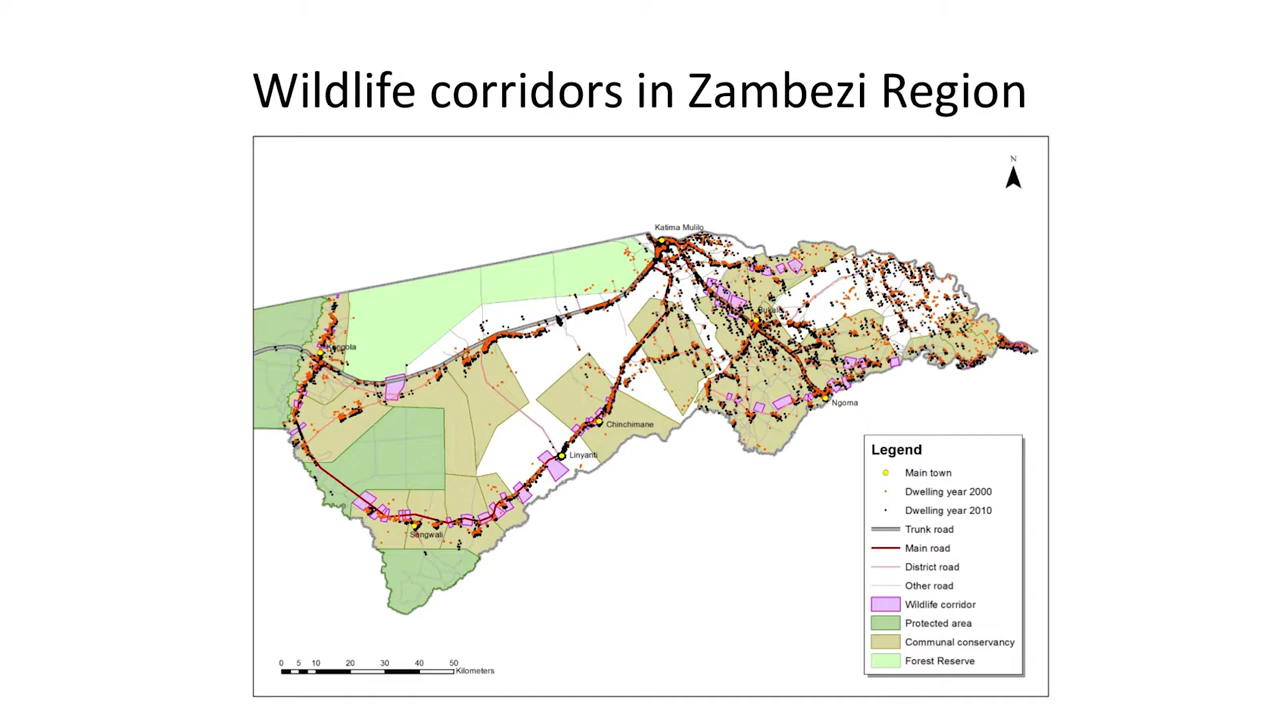 Wildlife corridors in Zambezi Region
N
Katima Mulilo
Ngoma
Chinchimane
Linyanti
Sangwali
Legend
Main town
Dwelling year 2000
Dwelling year 2010
Trunk road
Main road
District road
Other road
Wildlife corridor
Protected area
Communal conservancy
Forest Reserve
0 5 10 20 30 40 50
Kilometers